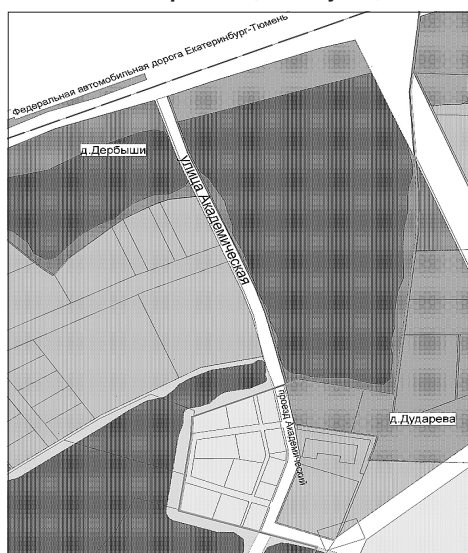 Федеральная автомобильная дорога Екатеринбург-Тюмень
д.Дербыши
улица Академическая
проезд Академический
д.Дударева